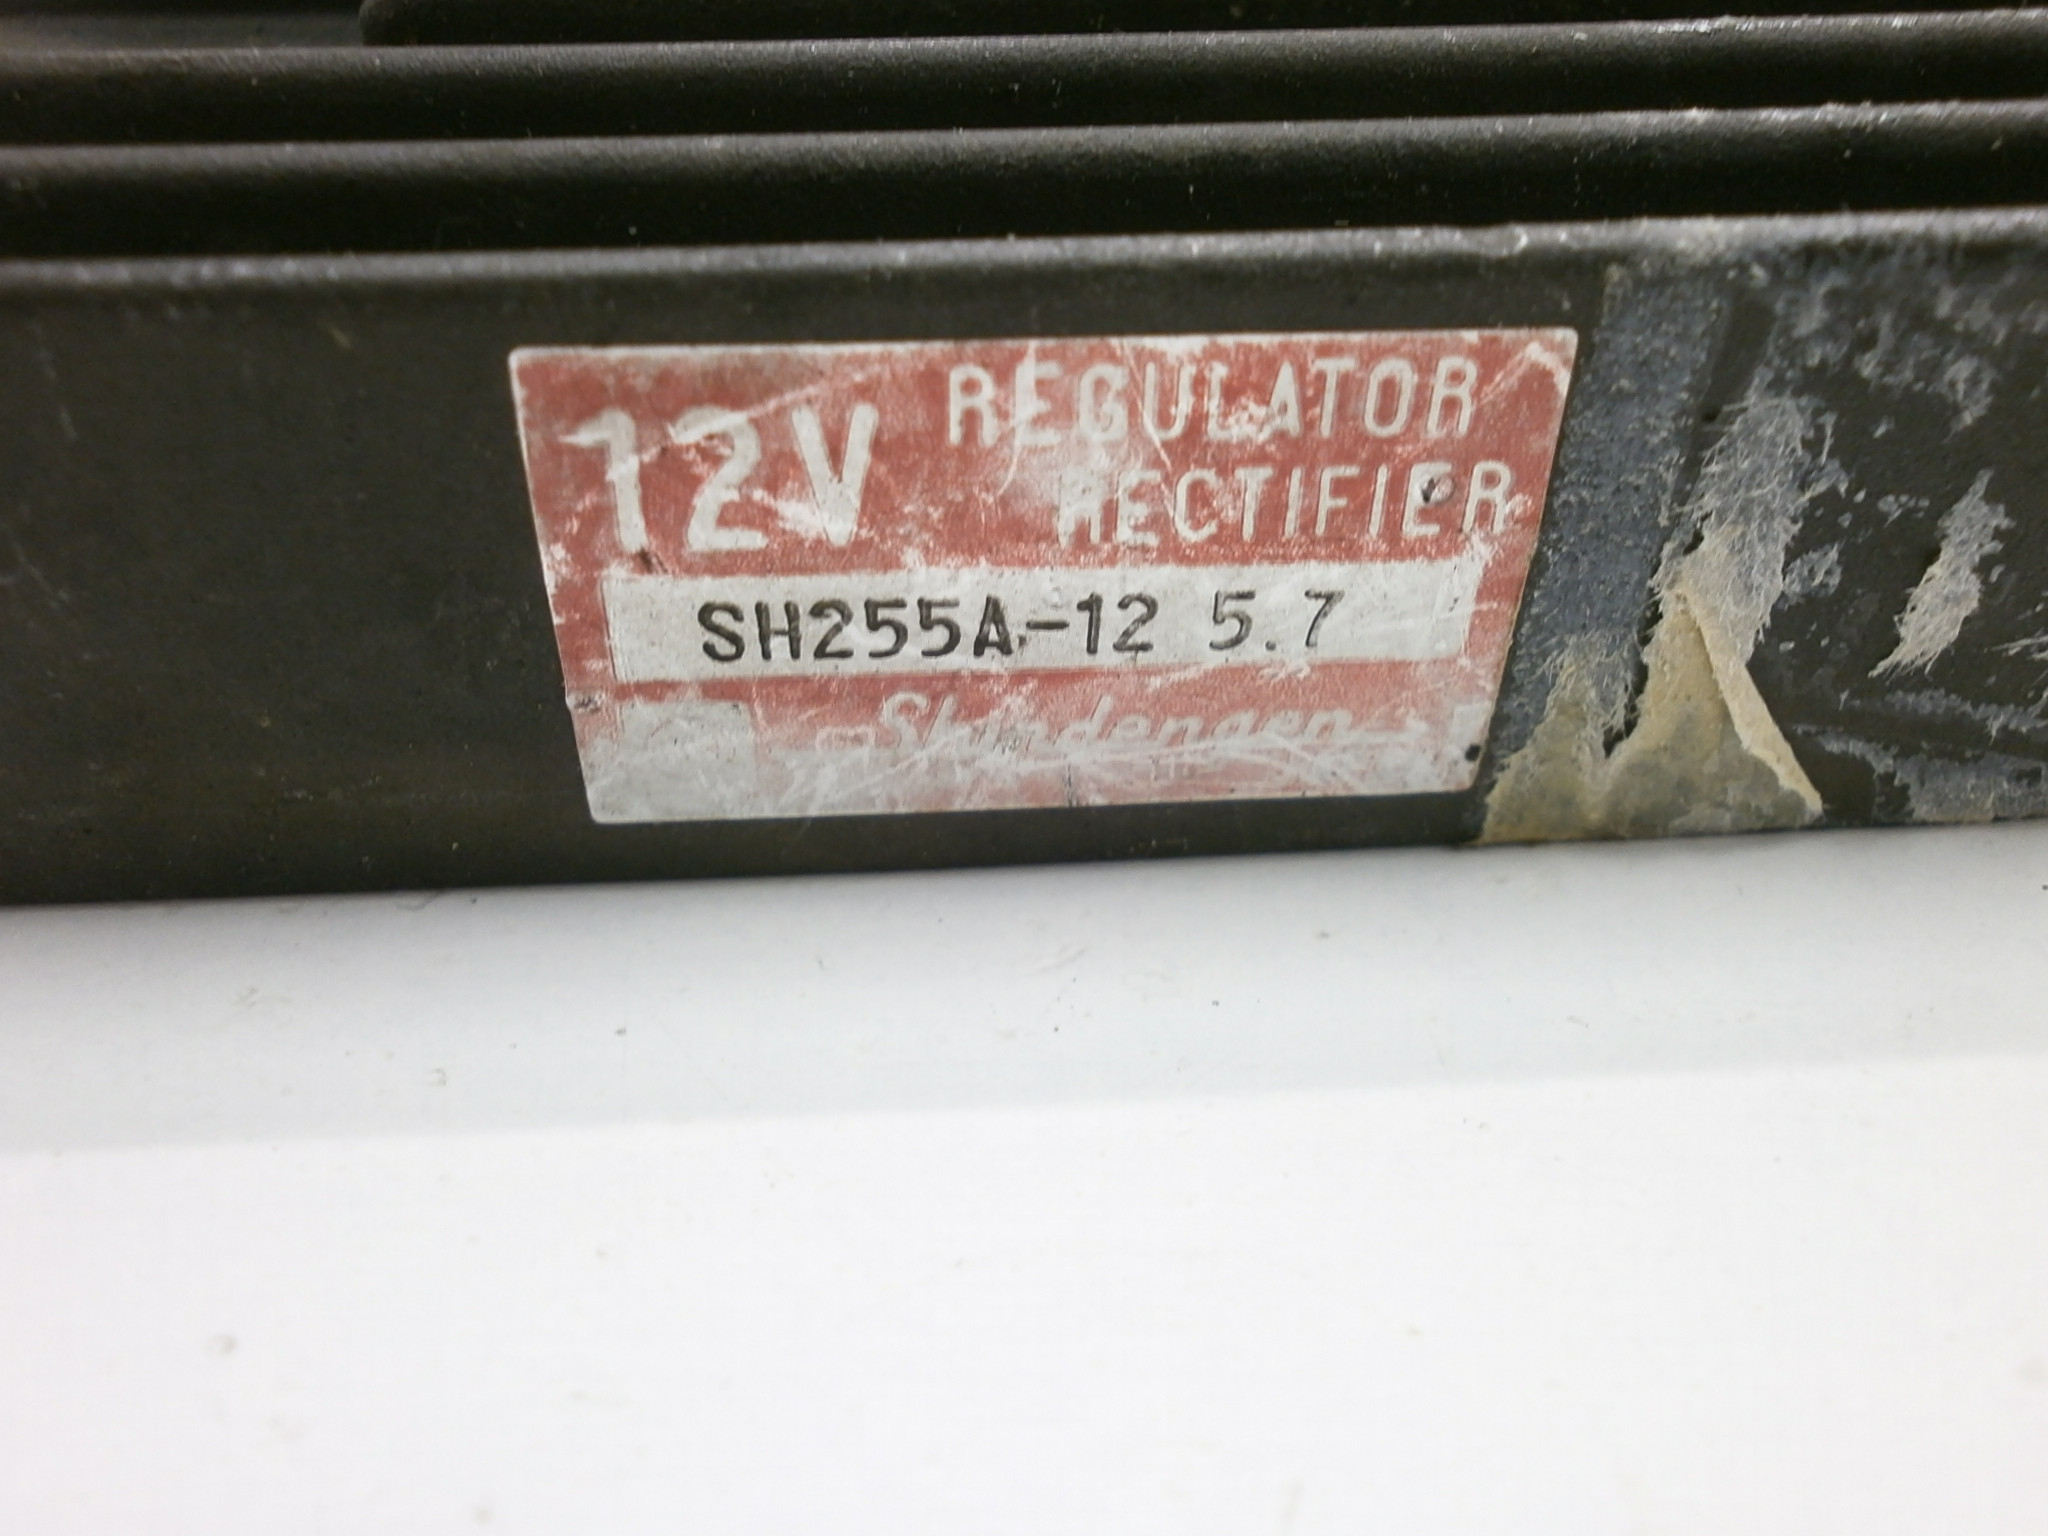 12V REGULATOR
RECTIFIER
SH255A-12 5.7
Shindengen